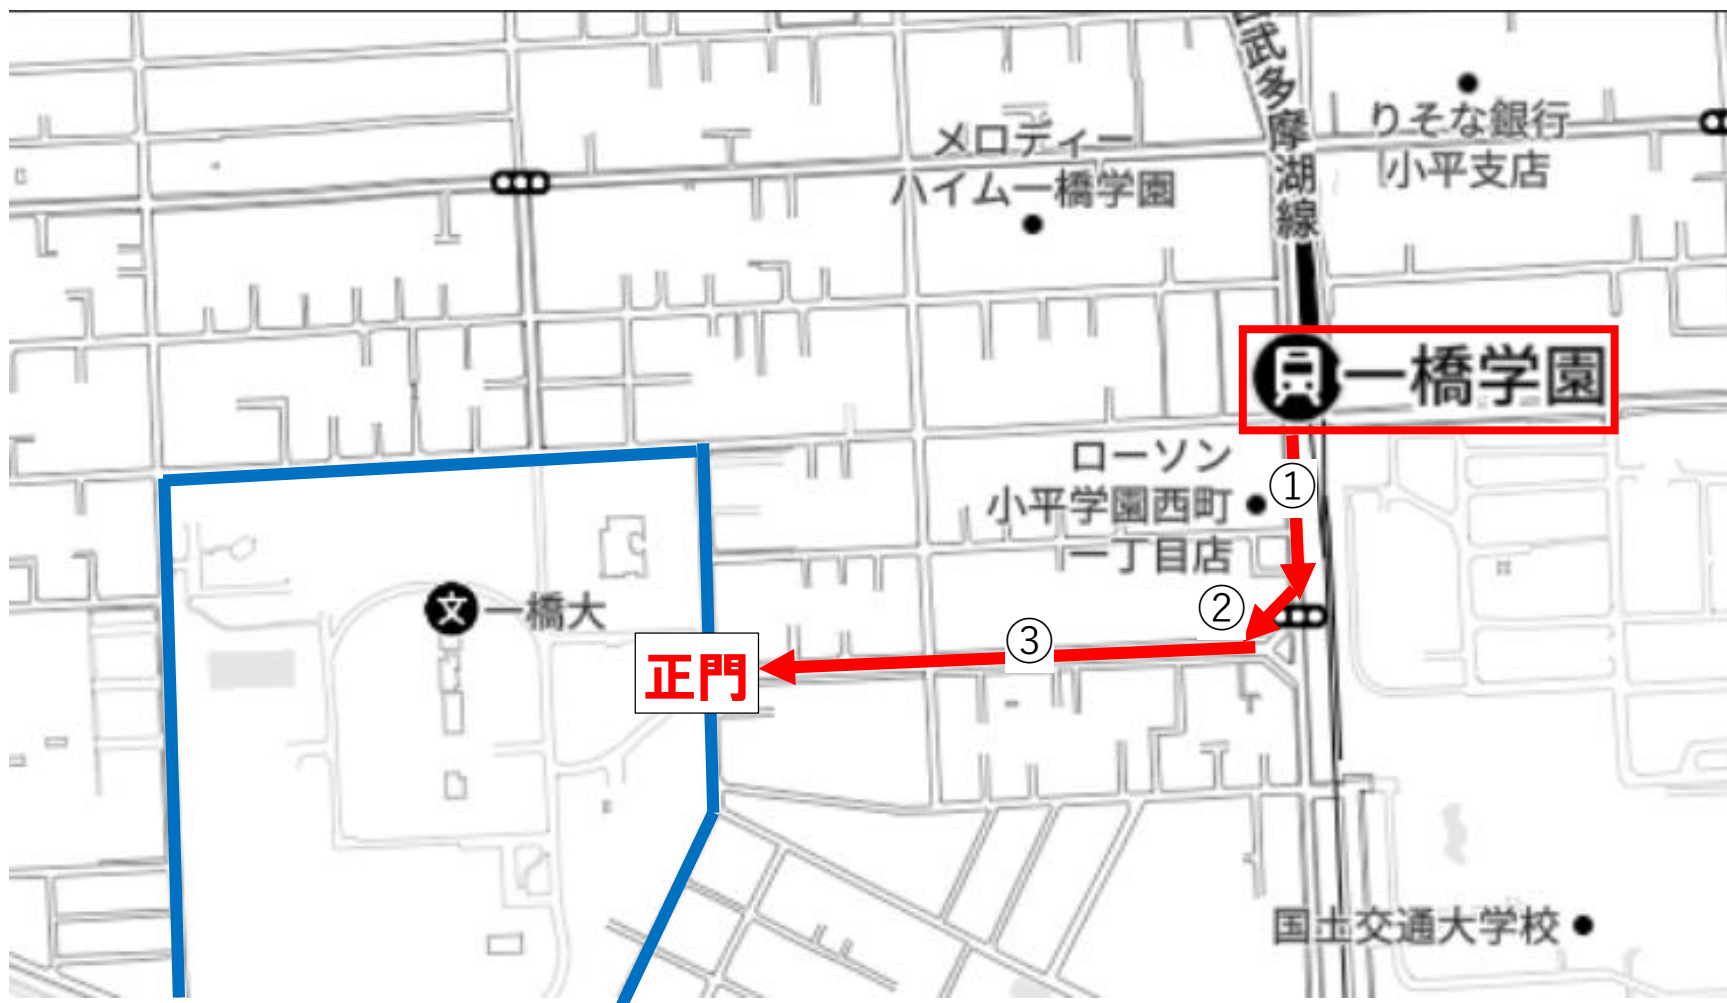 武多摩湖線
りそな銀行
小平支店
メロディー
ハイム一橋学園
一橋学園
ローソン
小平学園西町
一丁目店
①
②
③
文 一橋大
正門
国土交通大学校